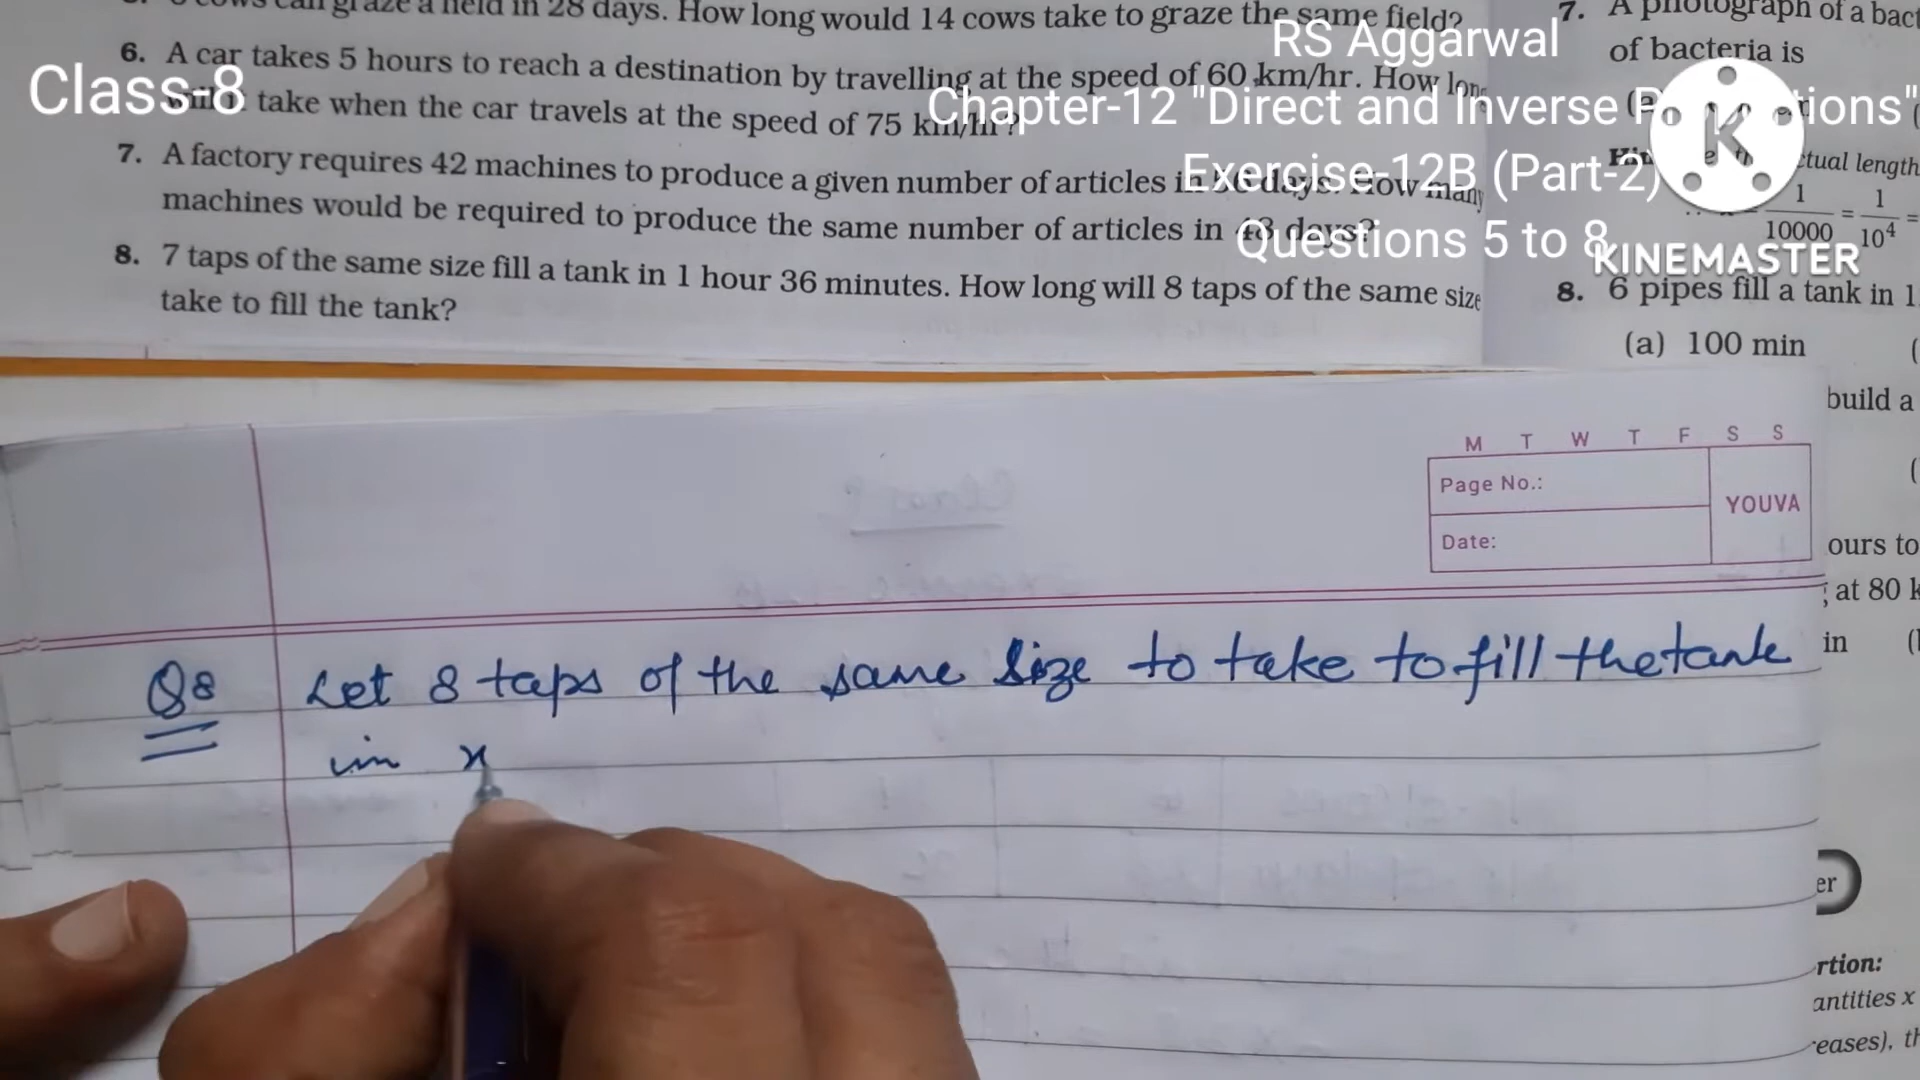 cows can graze a field in 28 days. How long would 14 cows take to graze the same field?
6. A car takes 5 hours to reach a destination by travelling at the speed of 60 km/hr. How long
take when the car travels at the speed of 75 km/hr?
7. A factory requires 42 machines to produce a given number of articles in days. How many
machines would be required to produce the same number of articles in 48 days?
8. 7 taps of the same size fill a tank in 1 hour 36 minutes. How long will 8 taps of the same size
take to fill the tank?
Class-8
RS Aggarwal
Chapter-12 "Direct and Inverse tions"
Exercise-12B (Part-2)
Questions 5 to 8
K
KINEMASTER
7. A photograph of a bact
of bacteria is
ctual length
1/10000 = 1/10⁴ =
8. 6 pipes fill a tank in 1
(a) 100 min (
build a
(
ours to
; at 80 k
in (
er
rtion:
antities x
eases), th
M T W T F S S
Page No.:
YOUVA
Date:
Q8 Let 8 taps of the same size to take to fill the tank
in x